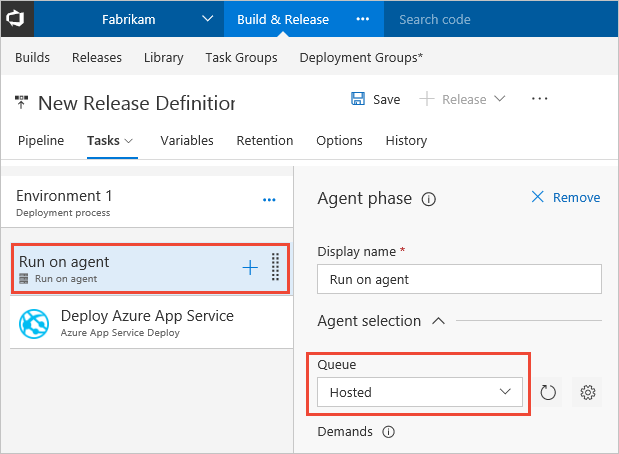 Fabrikam Build & Release ... Search code
Builds Releases Library Task Groups Deployment Groups*
New Release Definition Save + Release ...
Pipeline Tasks Variables Retention Options History
Environment 1 ...
Deployment process
Run on agent +
Run on agent
Deploy Azure App Service
Azure App Service Deploy
Agent phase Remove
Display name *
Run on agent
Agent selection
Queue
Hosted
Demands